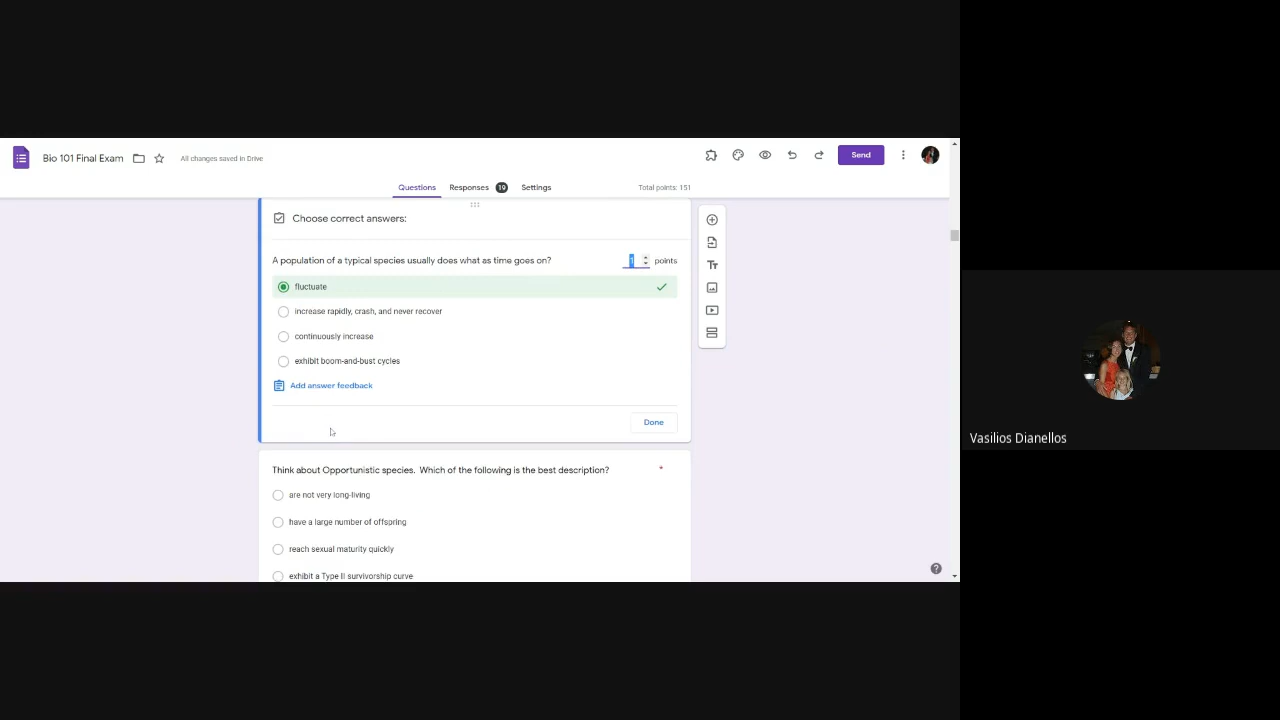 Bio 101 Final Exam
All changes saved in Drive
Send
Questions
Responses 19
Settings
Total points: 151
Choose correct answers:
A population of a typical species usually does what as time goes on?
1 points
fluctuate
increase rapidly, crash, and never recover
continuously increase
exhibit boom-and-bust cycles
Add answer feedback
Done
Think about Opportunistic species. Which of the following is the best description? *
are not very long-living
have a large number of offspring
reach sexual maturity quickly
exhibit a Type II survivorship curve
Vasilios Dianellos